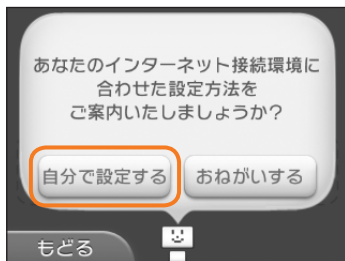 あなたのインターネット接続環境に
合わせた設定方法を
ご案内いたしましょうか?
自分で設定する おねがいする
もどる